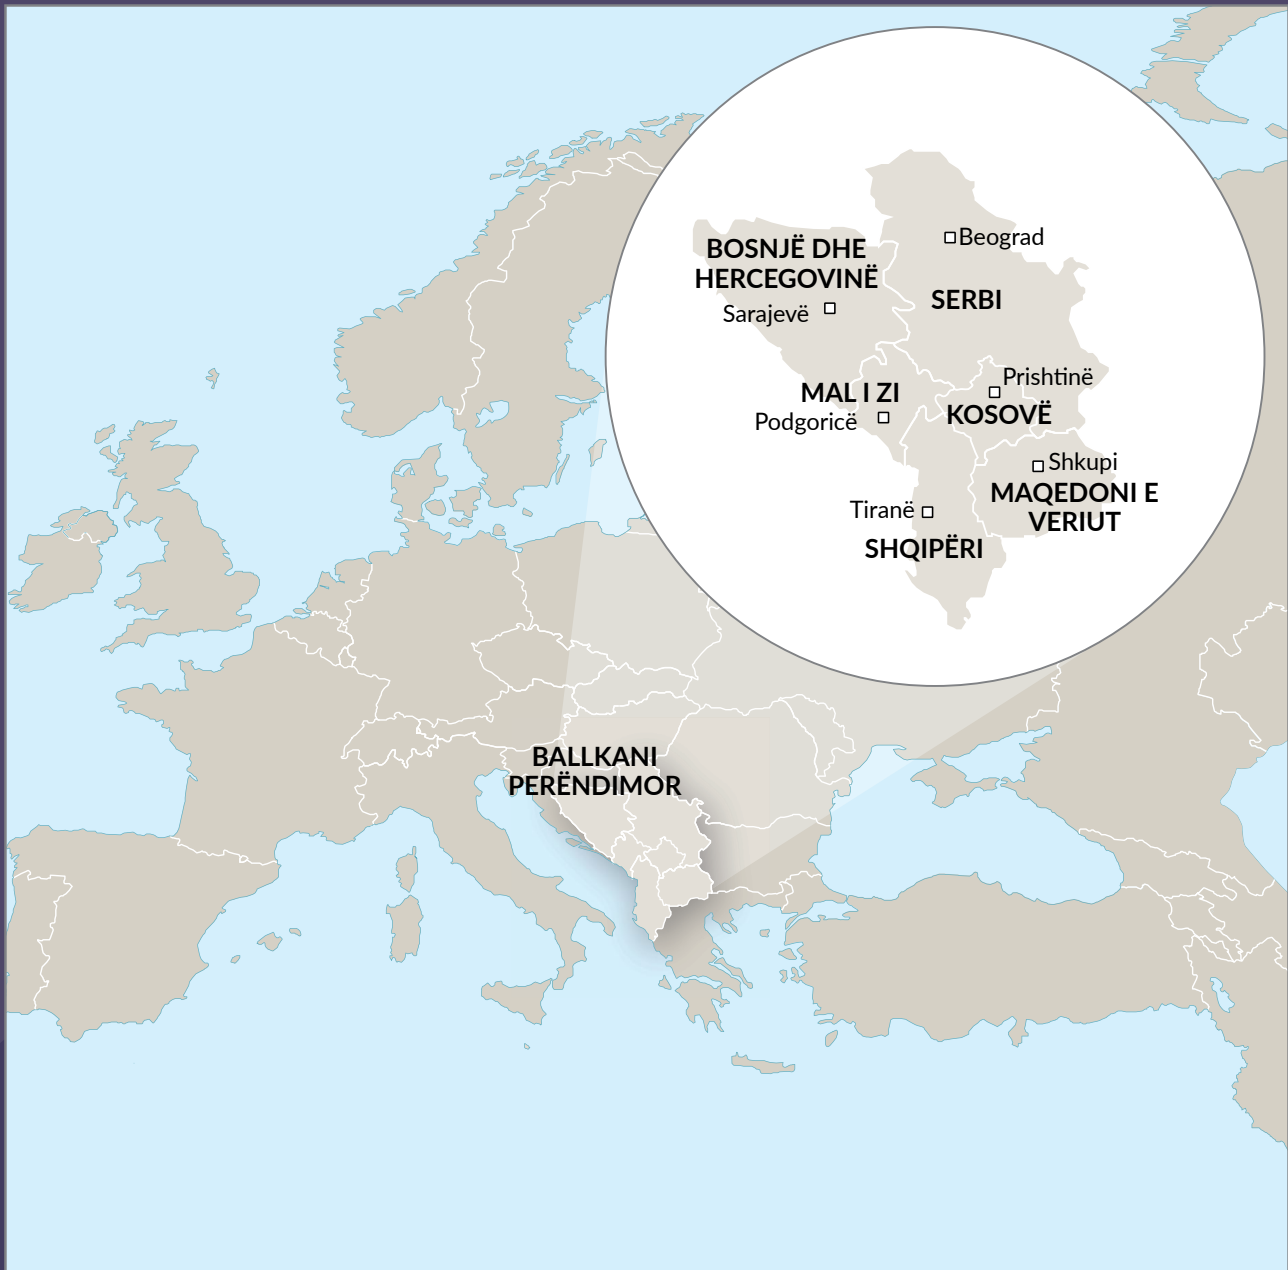 BOSNJË DHE
HERCEGOVINË
Sarajevë
Beograd
SERBI
MAL I ZI
Podgoricë
Prishtinë
KOSOVË
Shkupi
MAQEDONI E
VERIUT
Tiranë
SHQIPËRI
BALLKANI
PERËNDIMOR